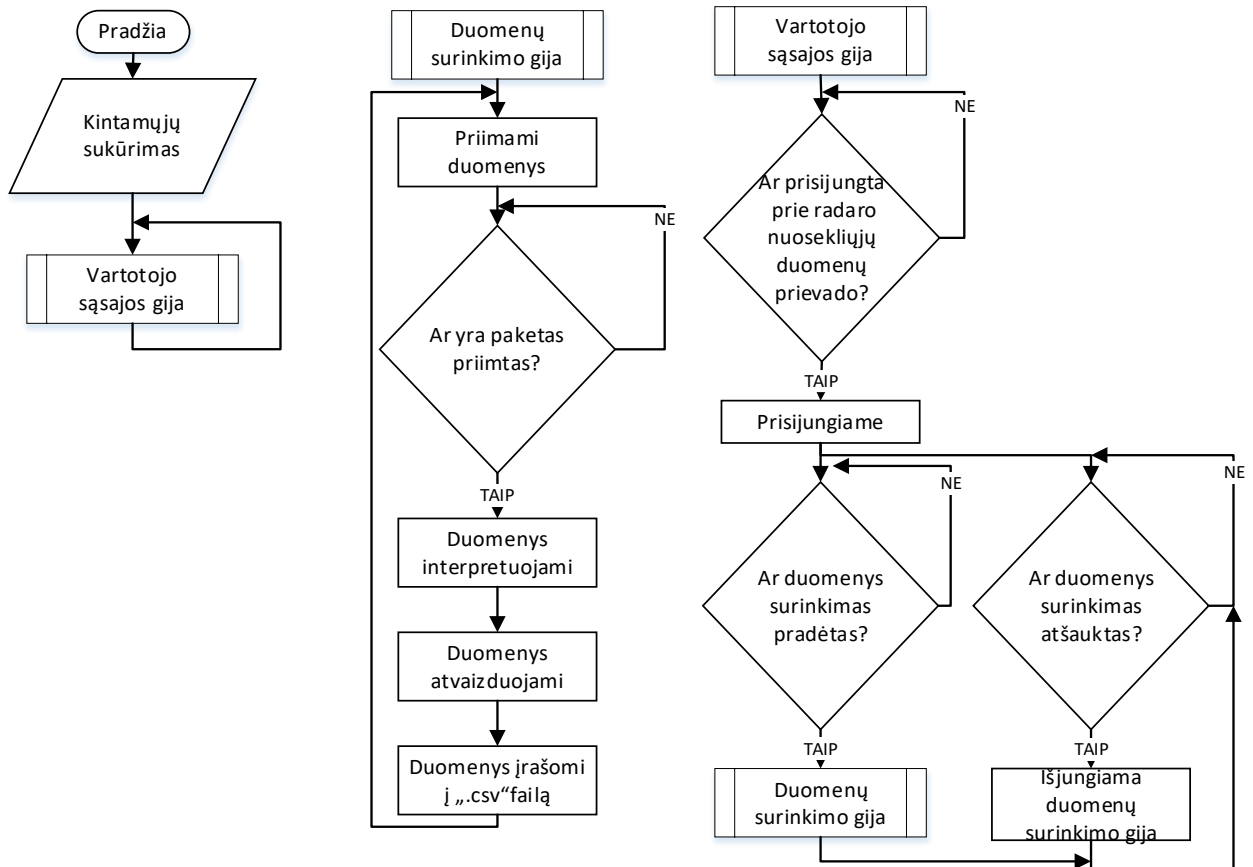 Pradžia
Kintamųjų
sukūrimas
Vartotojo
sąsajos gija
Duomenų
surinkimo gija
Priimami
duomenys
NE
Ar yra paketas
priimtas?
TAIP
Duomenys
interpretuojami
Duomenys
atvaizduojami
Duomenys įrašomi
į „.csv“failą
Vartotojo
sąsajos gija
NE
Ar prisijungta
prie radaro
nuosekliųjų
duomenų
prievado?
TAIP
Prisijungiame
NE
Ar duomenys
surinkimas
pradėtas?
TAIP
Duomenų
surinkimo gija
NE
Ar duomenys
surinkimas
atšauktas?
TAIP
Išjungiama
duomenų
surinkimo gija